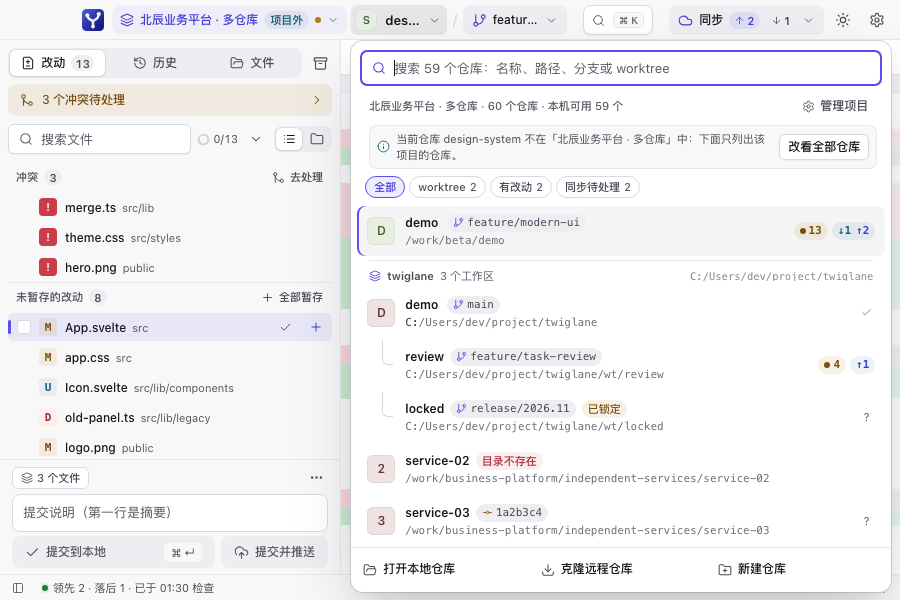 北辰业务平台 · 多仓库 项目外
S des...
/
featur...
⌘ K
同步 ↑ 2 ↓ 1
改动 13
历史
文件
3 个冲突待处理
搜索文件
0/13
冲突 3
去处理
! merge.ts src/lib
! theme.css src/styles
! hero.png public
未暂存的改动 8
+ 全部暂存
M App.svelte src
M app.css src
U Icon.svelte src/lib/components
D old-panel.ts src/lib/legacy
M logo.png public
3 个文件
提交说明（第一行是摘要）
提交到本地 ⌘ ↵
提交并推送
领先 2 · 落后 1 · 已于 01:30 检查
搜索 59 个仓库：名称、路径、分支或 worktree
北辰业务平台 · 多仓库 · 60 个仓库 · 本机可用 59 个
管理项目
当前仓库 design-system 不在「北辰业务平台 · 多仓库」中：下面只列出该
项目的仓库。
改看全部仓库
全部
worktree 2
有改动 2
同步待处理 2
D demo feature/modern-ui
/work/beta/demo
13 ↓1 ↑2
twiglane 3 个工作区
C:/Users/dev/project/twiglane
D demo main
C:/Users/dev/project/twiglane
review feature/task-review
C:/Users/dev/project/twiglane/wt/review
4 ↑1
locked release/2026.11 已锁定
C:/Users/dev/project/twiglane/wt/locked
?
2 service-02 目录不存在
/work/business-platform/independent-services/service-02
3 service-03 1a2b3c4
/work/business-platform/independent-services/service-03
?
打开本地仓库
克隆远程仓库
新建仓库